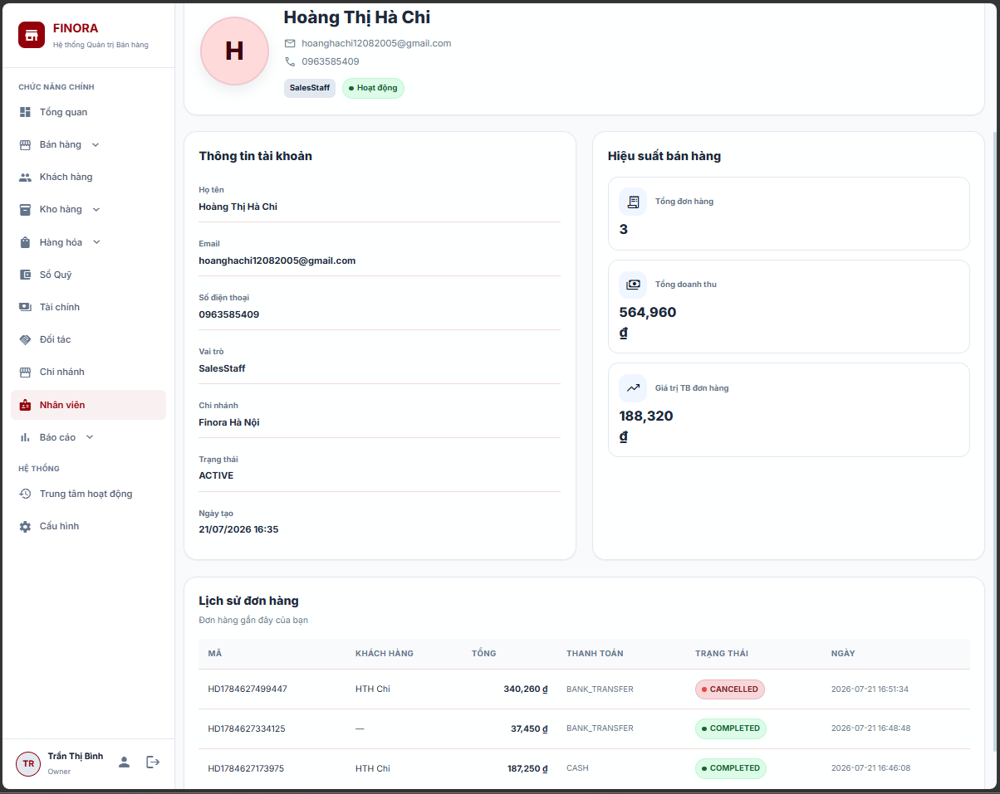 FINORA
Hệ thống Quản trị Bán hàng
CHỨC NĂNG CHÍNH
Tổng quan
Bán hàng
Khách hàng
Kho hàng
Hàng hóa
Sổ Quỹ
Tài chính
Đối tác
Chi nhánh
Nhân viên
Báo cáo
HỆ THỐNG
Trung tâm hoạt động
Cấu hình
TR
Trần Thị Bình
Owner
H
Hoàng Thị Hà Chi
hoanghachi12082005@gmail.com
0963585409
SalesStaff
Hoạt động
Thông tin tài khoản
Họ tên
Hoàng Thị Hà Chi
Email
hoanghachi12082005@gmail.com
Số điện thoại
0963585409
Vai trò
SalesStaff
Chi nhánh
Finora Hà Nội
Trạng thái
ACTIVE
Ngày tạo
21/07/2026 16:35
Hiệu suất bán hàng
Tổng đơn hàng
3
Tổng doanh thu
564,960
₫
Giá trị TB đơn hàng
188,320
₫
Lịch sử đơn hàng
Đơn hàng gần đây của bạn
MÃ KHÁCH HÀNG TỔNG THANH TOÁN TRẠNG THÁI NGÀY
HD1784627499447 HTH Chi 340,260 ₫ BANK_TRANSFER CANCELLED 2026-07-21 16:51:34
HD1784627334125 — 37,450 ₫ BANK_TRANSFER COMPLETED 2026-07-21 16:48:48
HD1784627173975 HTH Chi 187,250 ₫ CASH COMPLETED 2026-07-21 16:46:08